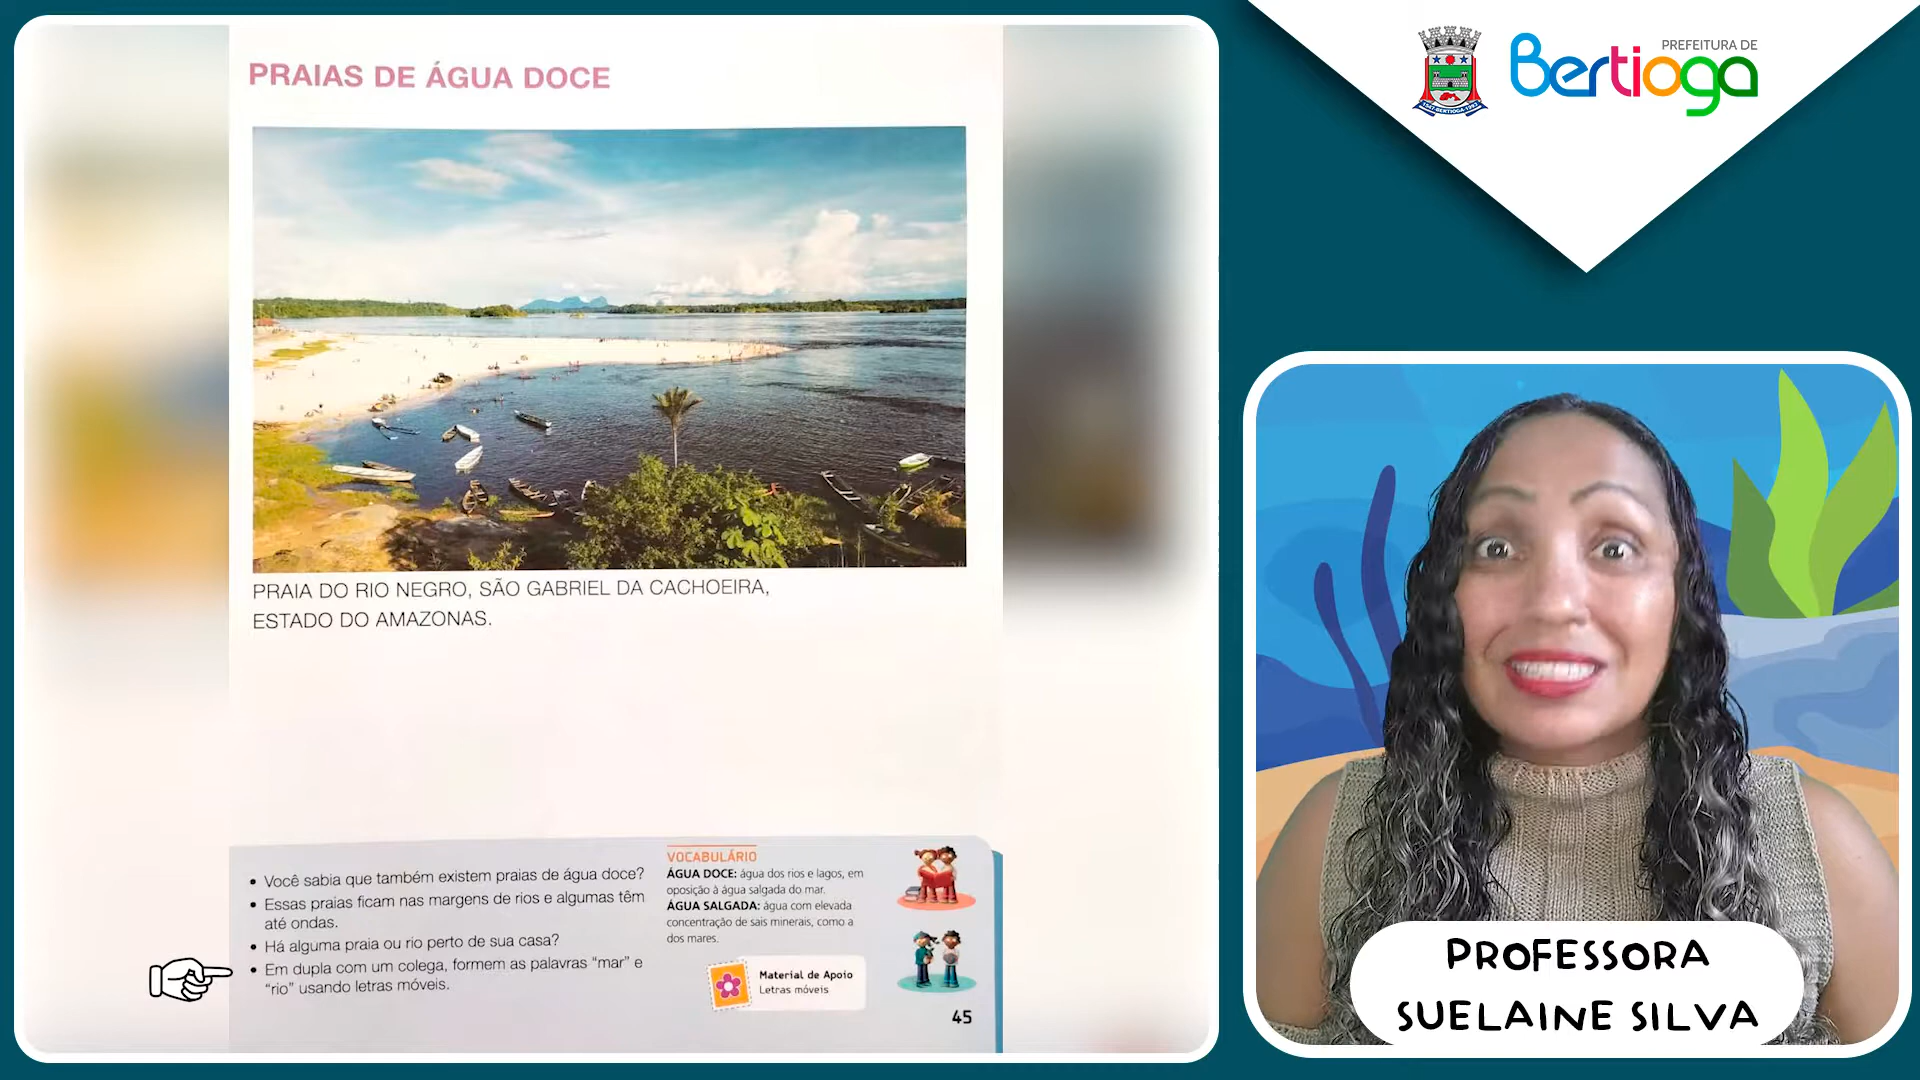 PRAIAS DE ÁGUA DOCE
PRAIA DO RIO NEGRO, SÃO GABRIEL DA CACHOEIRA,
ESTADO DO AMAZONAS.
• Você sabia que também existem praias de água doce?
• Essas praias ficam nas margens de rios e algumas têm
até ondas.
• Há alguma praia ou rio perto de sua casa?
• Em dupla com um colega, formem as palavras “mar” e
“rio” usando letras móveis.
VOCABULÁRIO
ÁGUA DOCE: água dos rios e lagos, em
oposição à água salgada do mar.
ÁGUA SALGADA: água com elevada
concentração de sais minerais, como a
dos mares.
Material de Apoio
Letras móveis
45
PREFEITURA DE
Bertioga
PROFESSORA
SUELAINE SILVA